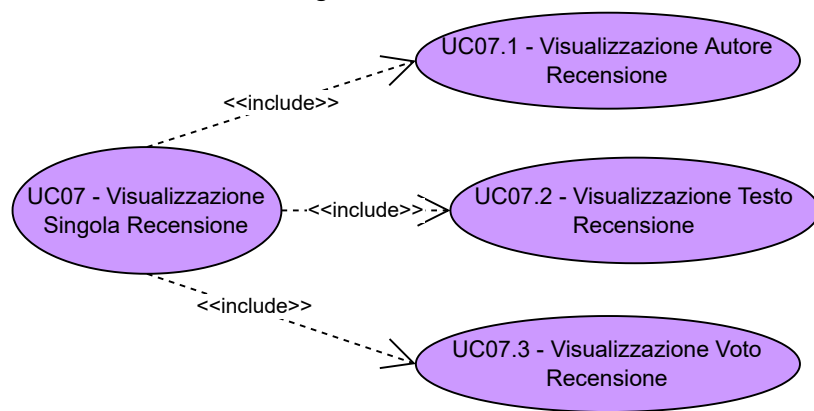 UC07.1 - Visualizzazione Autore
Recensione
<<include>>
UC07 - Visualizzazione
Singola Recensione
<<include>>
UC07.2 - Visualizzazione Testo
Recensione
<<include>>
UC07.3 - Visualizzazione Voto
Recensione